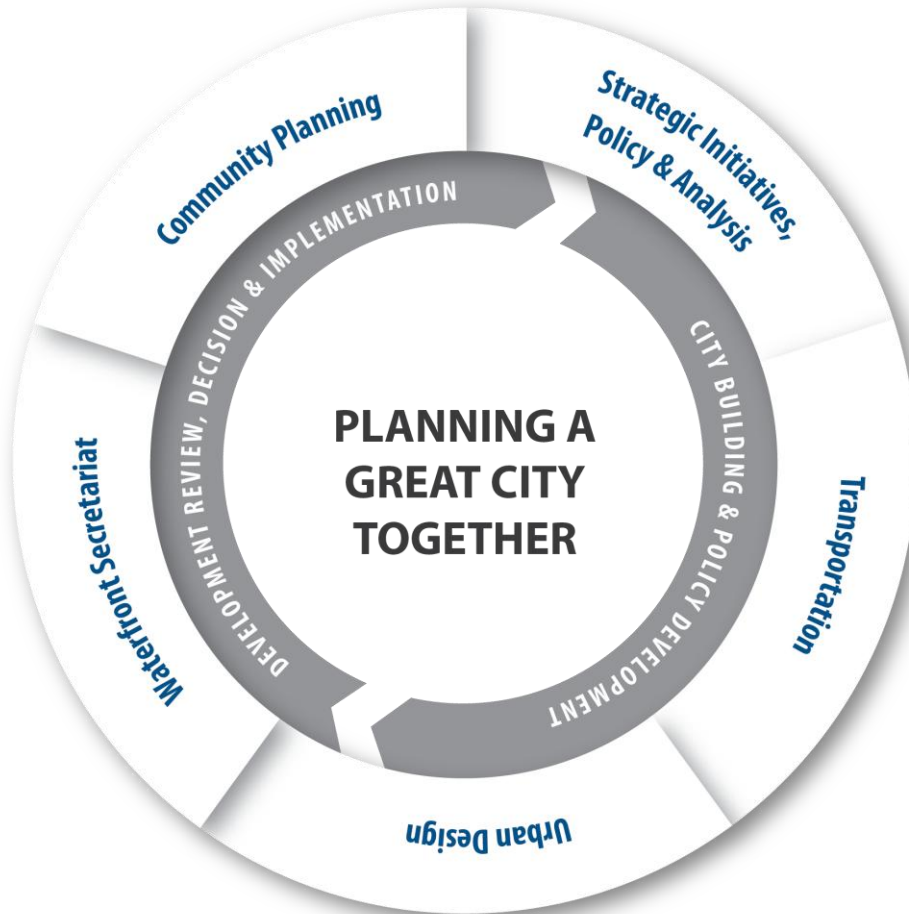 Community Planning
Strategic Initiatives,
Policy & Analysis
Transportation
Urban Design
Waterfront Secretariat
DEVELOPMENT REVIEW, DECISION & IMPLEMENTATION
CITY BUILDING & POLICY DEVELOPMENT
PLANNING A
GREAT CITY
TOGETHER